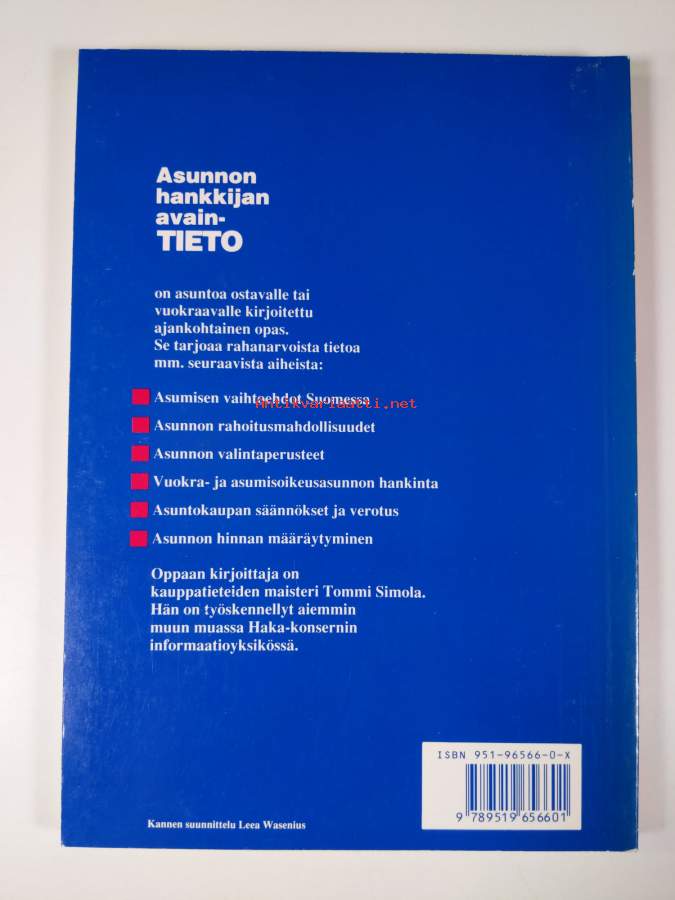 Asunnon
hankkijan
avain-
TIETO
on asuntoa ostavalle tai
vuokraavalle kirjoitettu
ajankohtainen opas.
Se tarjoaa rahanarvoista tietoa
mm. seuraavista aiheista:
Asumisen vaihtoehdot Suomessa
antikvariaatti.net
Asunnon rahoitusmahdollisuudet
Asunnon valintaperusteet
Vuokra- ja asumisoikeusasunnon hankinta
Asuntokaupan säännökset ja verotus
Asunnon hinnan määräytyminen
Oppaan kirjoittaja on
kauppatieteiden maisteri Tommi Simola.
Hän on työskennellyt aiemmin
muun muassa Haka-konsernin
informaatioyksikössä.
ISBN 951-96566-0-X
9 789519 656601
Kannen suunnittelu Leea Wasenius